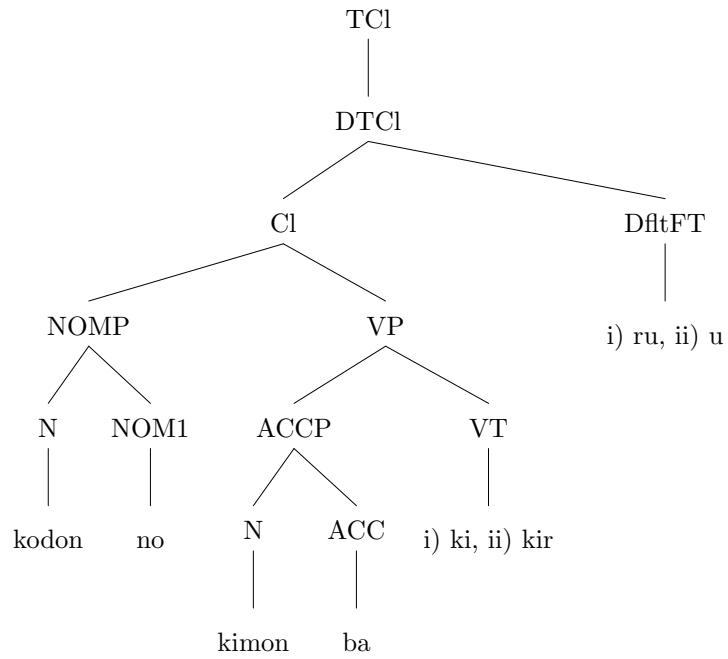 TCl
DTCl
Cl DfltFT
NOMP VP i) ru, ii) u
N NOM1 ACCP VT
kodon no N ACC i) ki, ii) kir
kimon ba